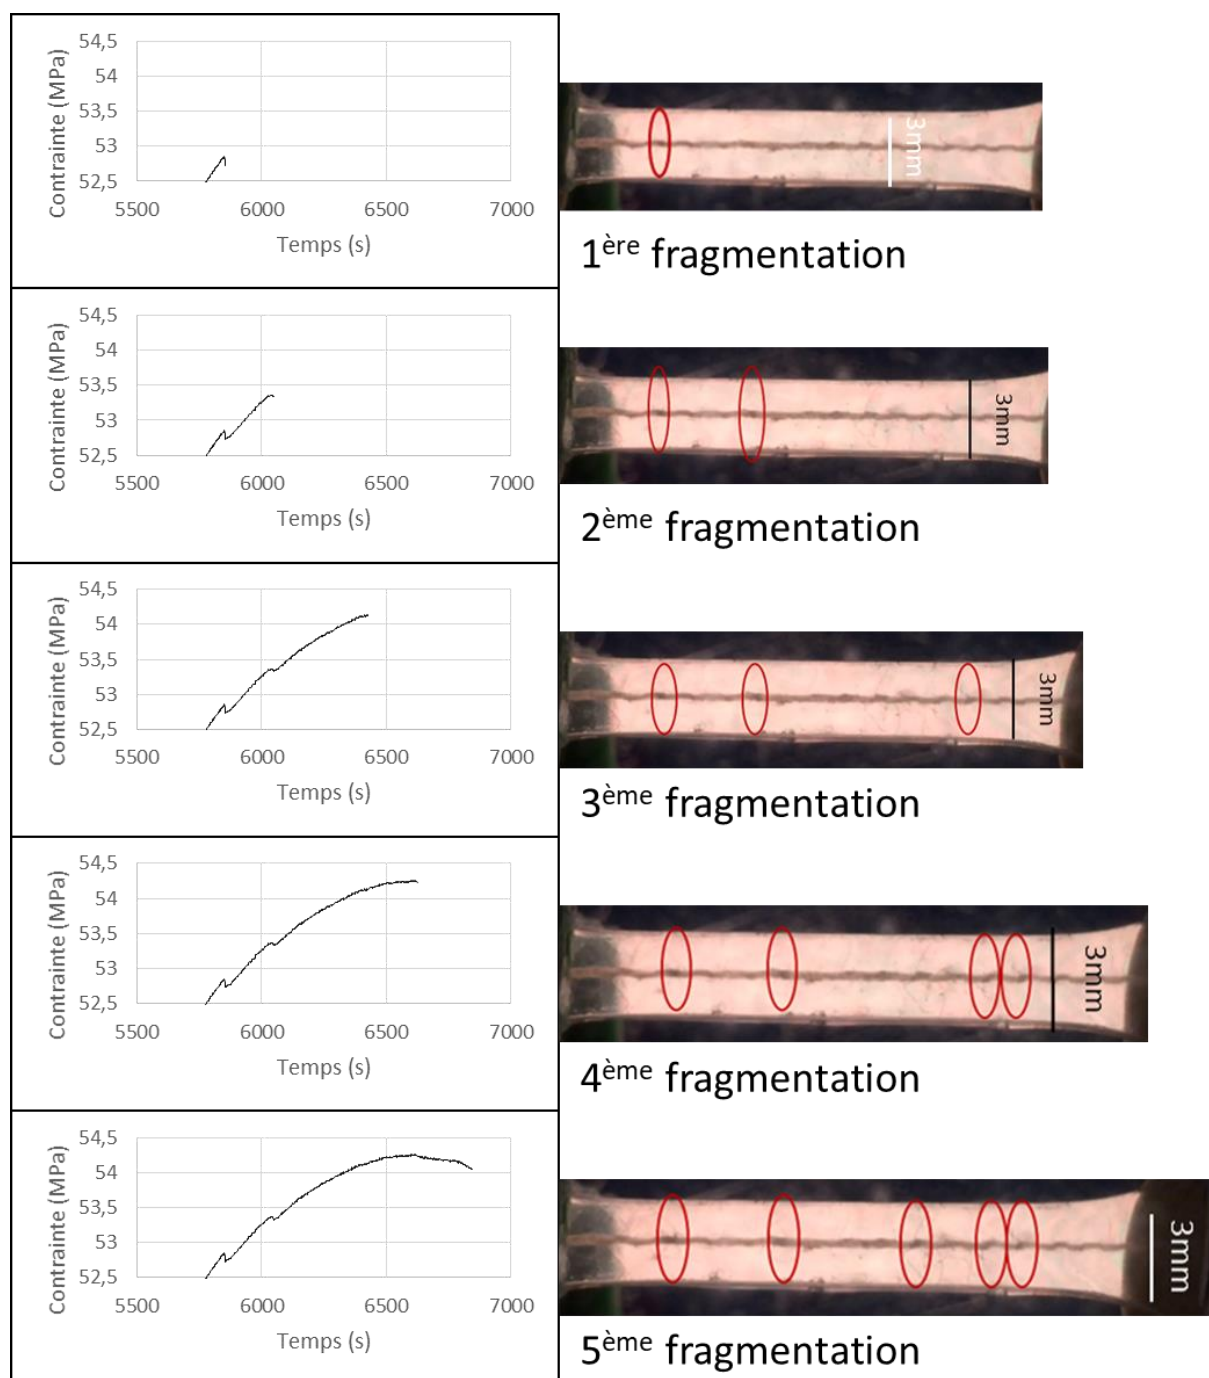 54,5
54
53,5
53
52,5
Contrainte (MPa)
5500 6000 6500 7000
Temps (s)
3mm
1ère fragmentation
54,5
54
53,5
53
52,5
Contrainte (MPa)
5500 6000 6500 7000
Temps (s)
3mm
2ème fragmentation
54,5
54
53,5
53
52,5
Contrainte (MPa)
5500 6000 6500 7000
Temps (s)
3mm
3ème fragmentation
54,5
54
53,5
53
52,5
Contrainte (MPa)
5500 6000 6500 7000
Temps (s)
3mm
4ème fragmentation
54,5
54
53,5
53
52,5
Contrainte (MPa)
5500 6000 6500 7000
Temps (s)
3mm
5ème fragmentation